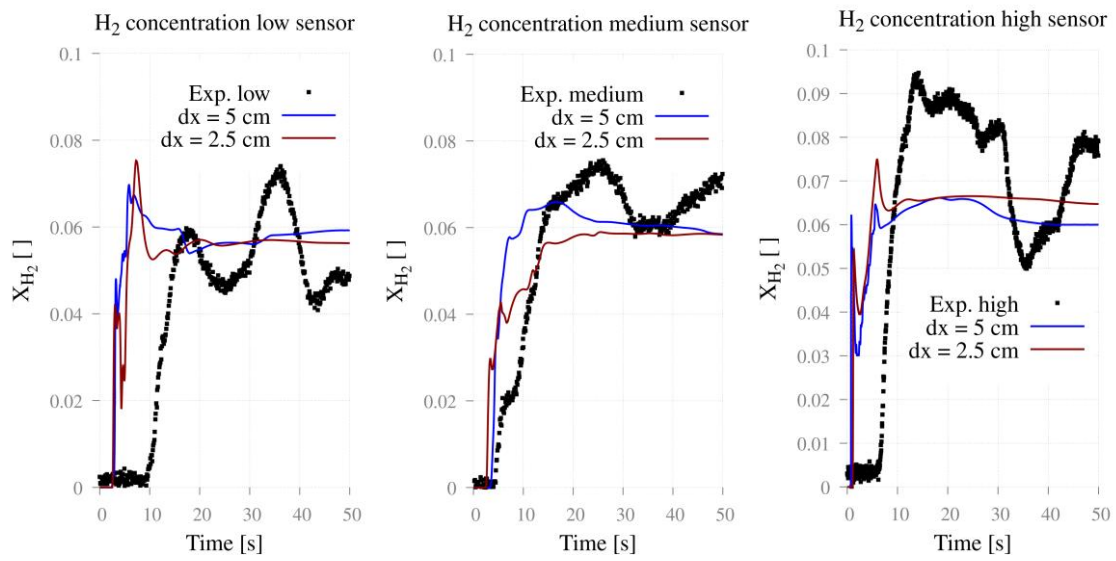 H2 concentration low sensor
0.1
0.08
0.06
0.04
0.02
0
XH2 [ ]
Exp. low
dx = 5 cm
dx = 2.5 cm
0 10 20 30 40 50
Time [s]
H2 concentration medium sensor
0.1
0.08
0.06
0.04
0.02
0
XH2 [ ]
Exp. medium
dx = 5 cm
dx = 2.5 cm
0 10 20 30 40 50
Time [s]
H2 concentration high sensor
0.1
0.09
0.08
0.07
0.06
0.05
0.04
0.03
0.02
0.01
0
XH2 [ ]
Exp. high
dx = 5 cm
dx = 2.5 cm
0 10 20 30 40 50
Time [s]